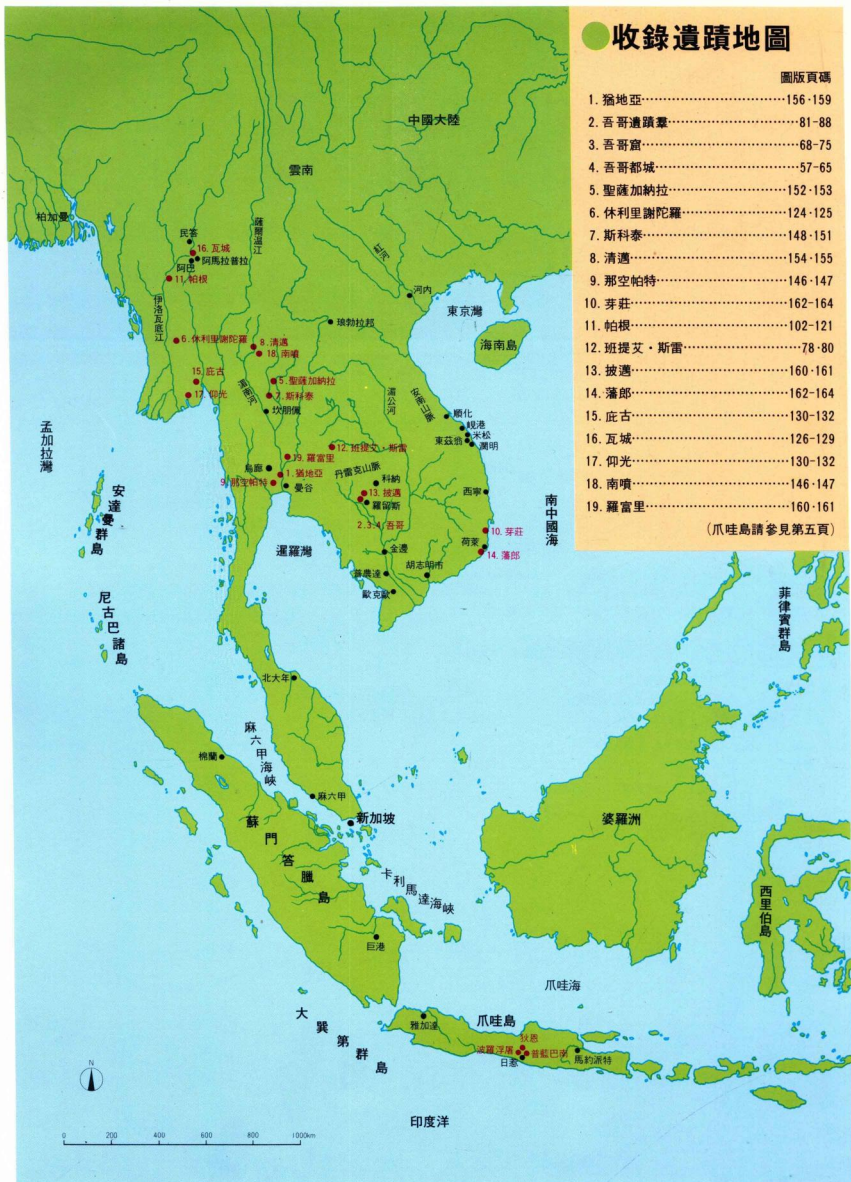 收錄遺蹟地圖
圖版頁碼
1. 猶地亞……156·159
2. 吾哥遺蹟羣……81-88
3. 吾哥窟……68-75
4. 吾哥都城……57-65
5. 聖薩加納拉……152·153
6. 休利里謝陀羅……124·125
7. 斯科泰……148·151
8. 清邁……154·155
9. 那空帕特……146·147
10. 芽莊……162-164
11. 帕根……102-121
12. 班提艾·斯雷……78·80
13. 披邁……160·161
14. 藩郎……162-164
15. 庇古……130-132
16. 瓦城……126-129
17. 仰光……130-132
18. 南噴……146·147
19. 羅富里……160·161
(爪哇島請參見第五頁)
中國大陸
雲南
柏加曼
民答
16. 瓦城
阿馬拉普拉
阿巴
11. 帕根
薩爾溫江
紅河
河內
東京灣
海南島
伊洛瓦底江
瑯勃拉邦
6. 休利里謝陀羅
8. 清邁
18. 南噴
15. 庇古
5. 聖薩加納拉
17. 仰光
7. 斯科泰
湄南河
坎朋佩
湄公河
安南山脈
順化
峴港
米松
東茲翁
瀾明
孟加拉灣
12. 班提艾·斯雷
19. 羅富里
丹雷克山脈
烏廊
1. 猶地亞
9. 那空帕特
曼谷
科納
13. 披邁
羅留斯
西寧
2.3.4. 吾哥
安達曼群島
南中國海
10. 芽莊
荷萊
14. 藩郎
暹羅灣
金邊
普農達
胡志明市
歐克歐
尼古巴諸島
菲律賓群島
北大年
麻六甲海峽
棉蘭
麻六甲
新加坡
蘇門答臘島
婆羅洲
卡利馬達海峽
西里伯島
巨港
爪哇海
大巽第群島
雅加達
爪哇島
狄恩
波羅浮屠
普藍巴南
日惹
馬約派特
N
印度洋
0 200 400 600 800 1000km